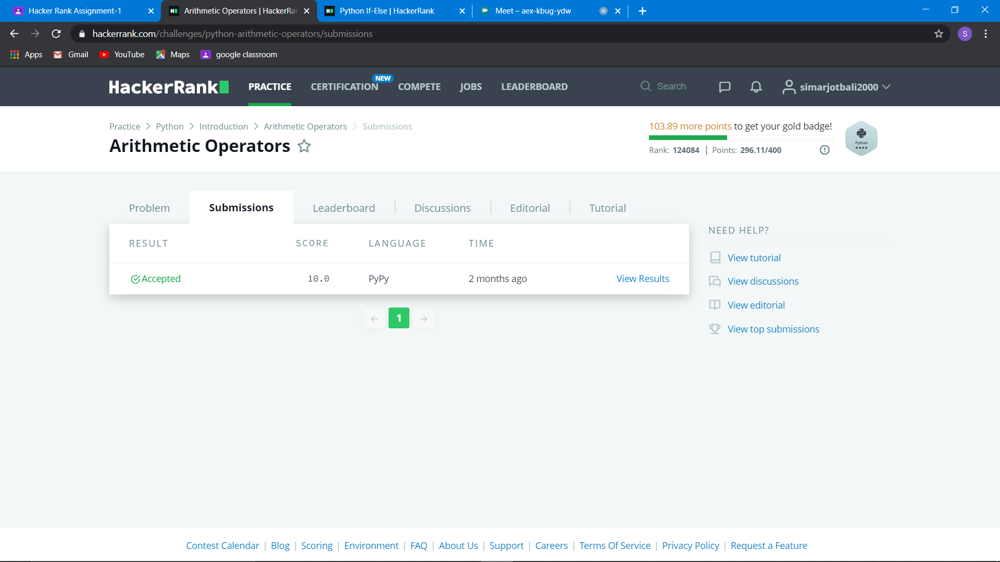 Hacker Rank Assignment-1
Arithmetic Operators | HackerRan
Python If-Else | HackerRank
Meet – aex-kbug-ydw
hackerrank.com/challenges/python-arithmetic-operators/submissions
S
Apps
Gmail
YouTube
Maps
google classroom
HackerRank
PRACTICE
CERTIFICATION
NEW
COMPETE
JOBS
LEADERBOARD
Search
simarjotbali2000
Practice > Python > Introduction > Arithmetic Operators > Submissions
Arithmetic Operators
103.89 more points to get your gold badge!
Rank: 124084 | Points: 296.11/400
Python
Problem
Submissions
Leaderboard
Discussions
Editorial
Tutorial
RESULT SCORE LANGUAGE TIME
Accepted 10.0 PyPy 2 months ago View Results
1
NEED HELP?
View tutorial
View discussions
View editorial
View top submissions
Contest Calendar | Blog | Scoring | Environment | FAQ | About Us | Support | Careers | Terms Of Service | Privacy Policy | Request a Feature